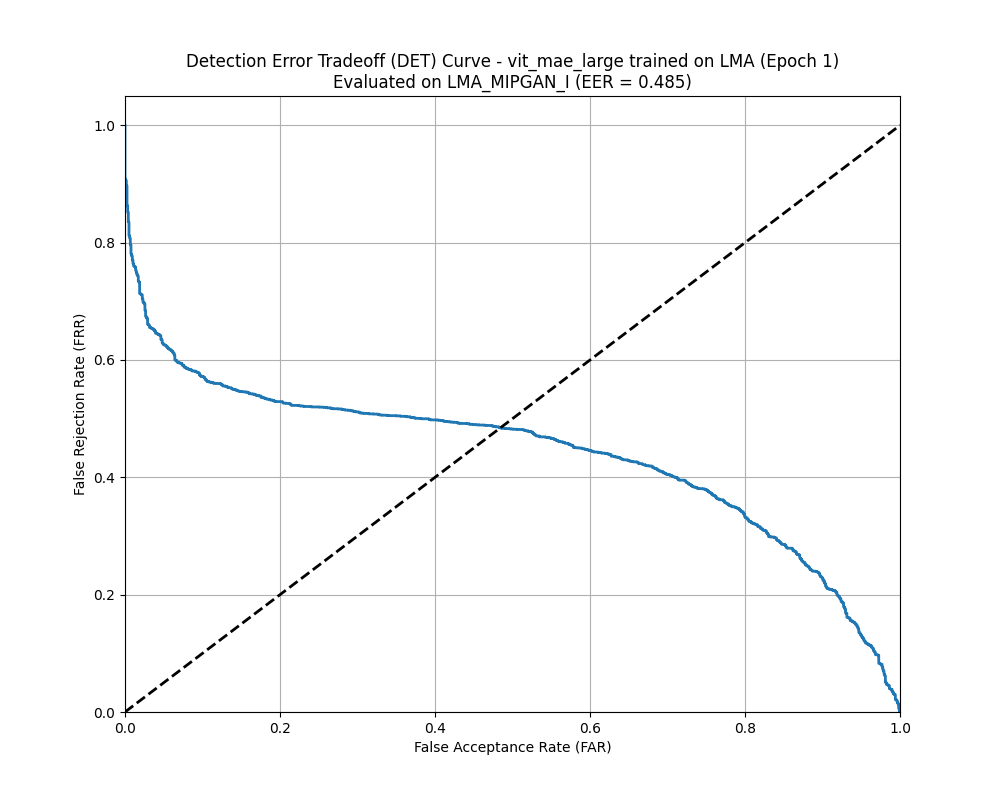 Detection Error Tradeoff (DET) Curve - vit_mae_large trained on LMA (Epoch 1)
Evaluated on LMA_MIPGAN_I (EER = 0.485)
False Rejection Rate (FRR)
1.0
0.8
0.6
0.4
0.2
0.0
0.0 0.2 0.4 0.6 0.8 1.0
False Acceptance Rate (FAR)